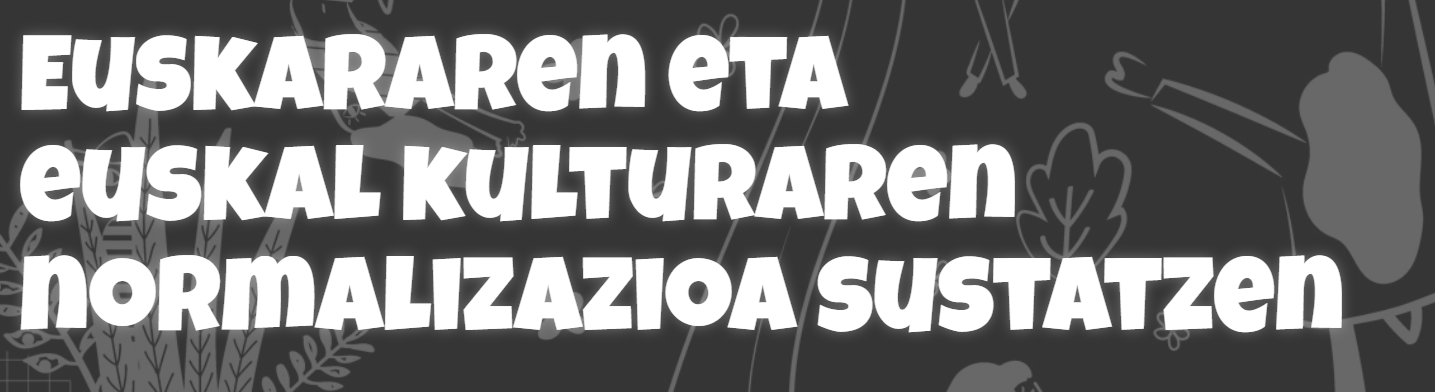 Euskararen eta
euskal kulturaren
normalizazioa sustatzen